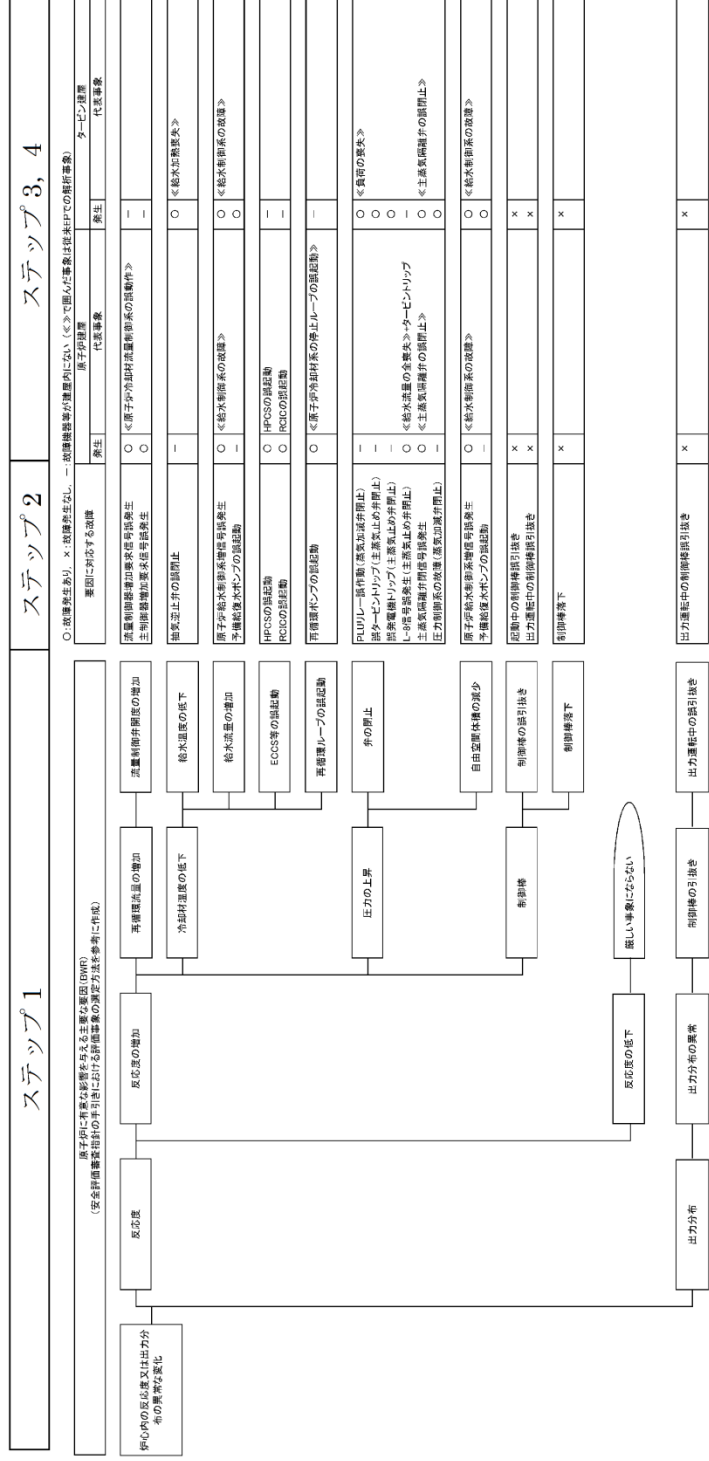 ステップ 1
ステップ 2
ステップ 3, 4
原子炉に有意な影響を与える主要な要因(BWR)
(安全評価審査指針の手引きにおける評価事象の選定方法を参考に作成)
○:故障発生あり, ×:故障発生なし, -:故障機器等が建屋内にない (≪≫で囲んだ事象は従来EPでの解析事象)
要因に対応する故障
原子炉建屋
タービン建屋
発生
代表事象
発生
代表事象
炉心内の反応度又は出力分
布の異常な変化
反応度
反応度の増加
再循環流量の増加
流量制御弁開度の増加
流量制御器増加要求信号誤発生 ○ ≪原子炉冷却材流量制御系の誤動作≫ -
主制御器増加要求信号誤発生 ○ -
冷却材温度の低下
給水温度の低下
抽気逆止弁の誤閉止 - ○ ≪給水加熱喪失≫
給水流量の増加
原子炉給水制御系増信号誤発生 ○ ≪給水制御系の故障≫ ○ ≪給水制御系の故障≫
予備給復水ポンプの誤起動 - ○
ECCS等の誤起動
HPCSの誤起動 ○ HPCSの誤起動 -
RCICの誤起動 ○ RCICの誤起動 -
再循環ループの誤起動
再循環ポンプの誤起動 ○ ≪原子炉冷却材系の停止ループの誤起動≫ -
圧力の上昇
弁の閉止
PLUリレー誤作動(蒸気加減弁閉止) - ○ ≪負荷の喪失≫
誤タービントリップ(主蒸気止め弁閉止) - ○
誤発電機トリップ(主蒸気止め弁閉止) - ○
L-8信号誤発生(主蒸気止め弁閉止) ○ ≪給水流量の全喪失≫+タービントリップ -
主蒸気隔離弁閉信号誤発生 ○ ≪主蒸気隔離弁の誤閉止≫ ○ ≪主蒸気隔離弁の誤閉止≫
圧力制御系の故障(蒸気加減弁閉止) - ○
自由空間体積の減少
原子炉給水制御系増信号誤発生 ○ ≪給水制御系の故障≫ ○ ≪給水制御系の故障≫
予備給復水ポンプの誤起動 - ○
制御棒
制御棒の誤引抜き
起動中の制御棒誤引抜き × ×
出力運転中の制御棒誤引抜き × ×
制御棒落下
制御棒落下 × ×
反応度の低下
厳しい事象にならない
出力分布
出力分布の異常
制御棒の引抜き
出力運転中の誤引抜き
出力運転中の制御棒誤引抜き × ×